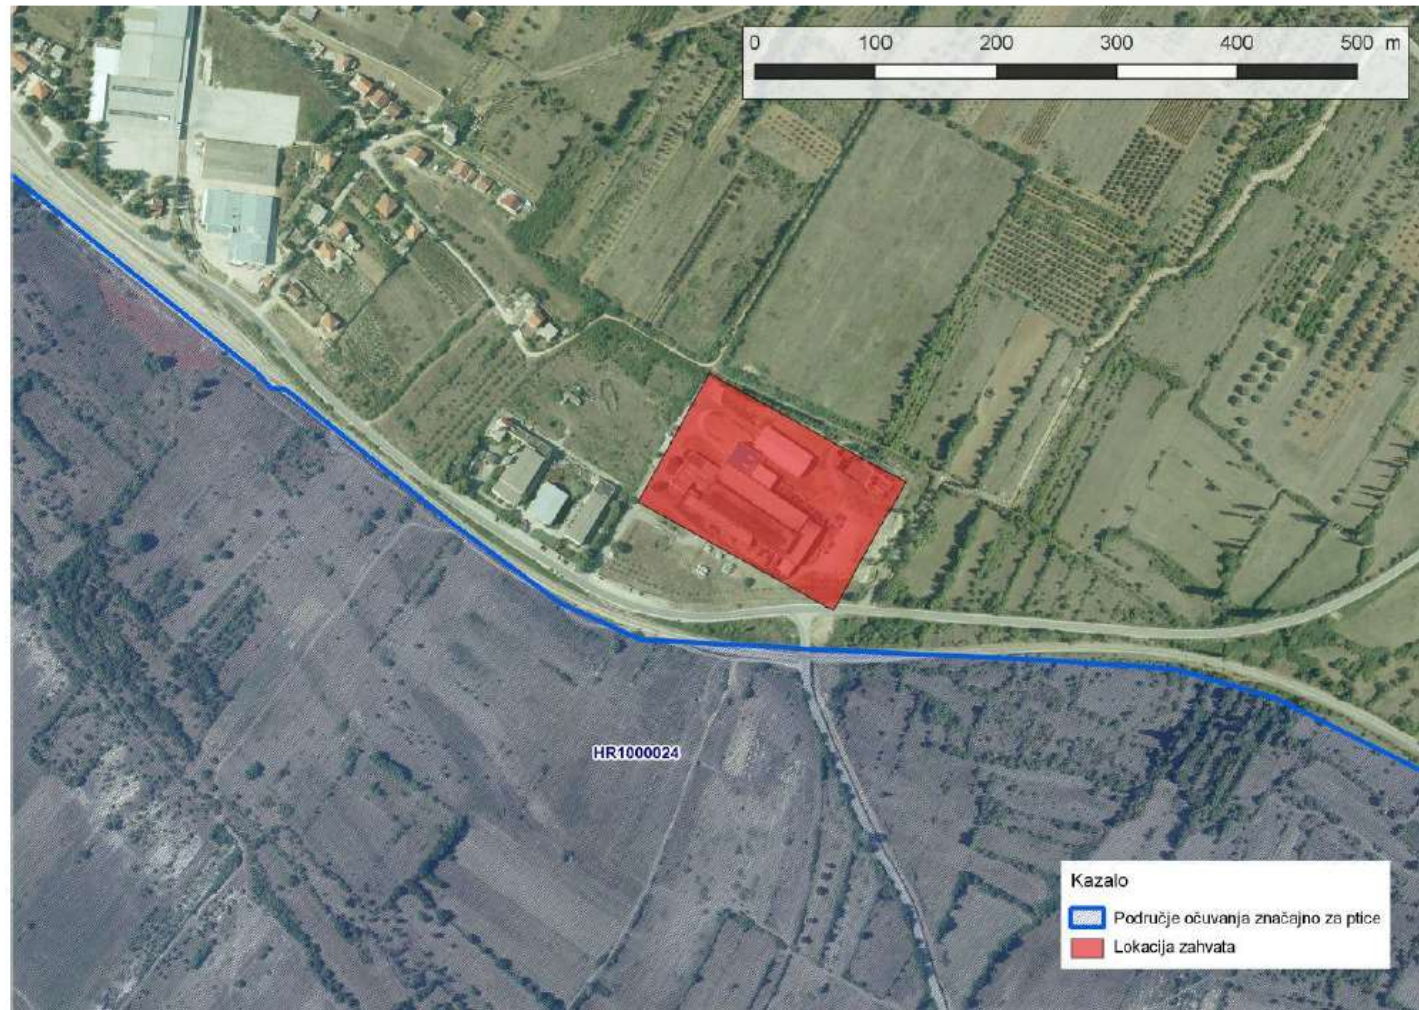 0 100 200 300 400 500 m
HR1000024
Kazalo
Područje očuvanja značajno za ptice
Lokacija zahvata